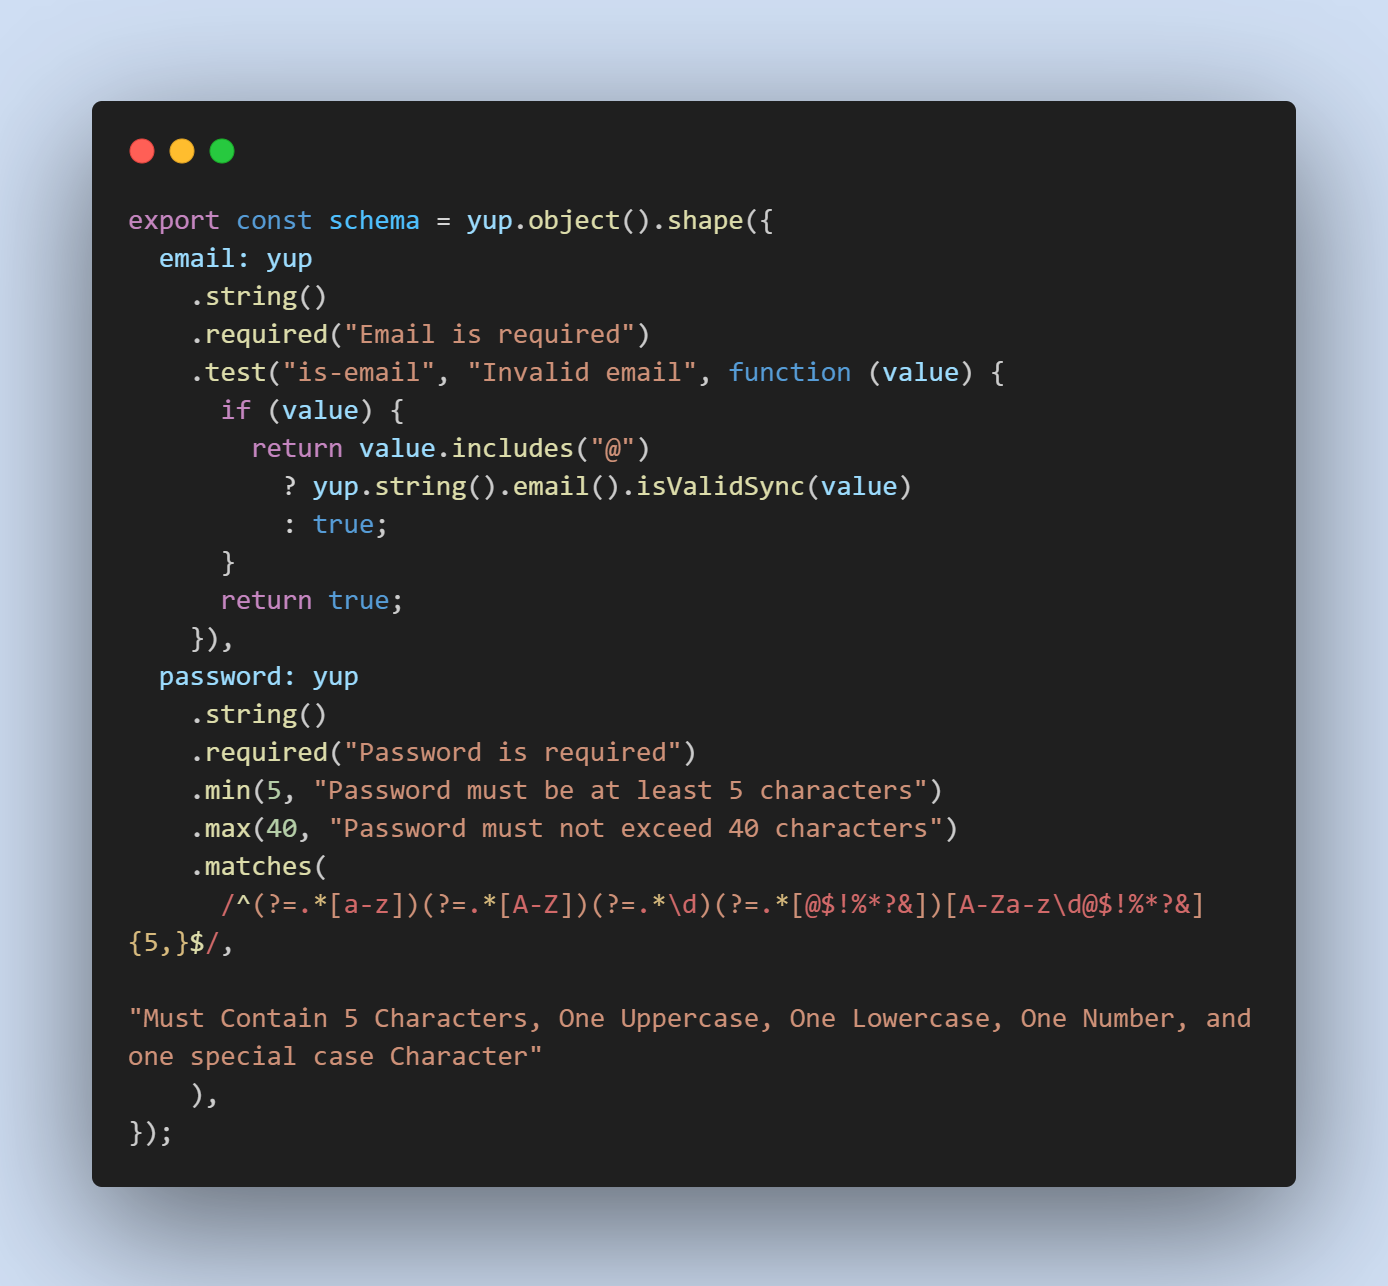 export const schema = yup.object().shape({
  email: yup
    .string()
    .required("Email is required")
    .test("is-email", "Invalid email", function (value) {
      if (value) {
        return value.includes("@")
          ? yup.string().email().isValidSync(value)
          : true;
      }
      return true;
    }),
  password: yup
    .string()
    .required("Password is required")
    .min(5, "Password must be at least 5 characters")
    .max(40, "Password must not exceed 40 characters")
    .matches(
      /^(?=.*[a-z])(?=.*[A-Z])(?=.*\d)(?=.*[@$!%*?&])[A-Za-z\d@$!%*?&]
{5,}$/,
"Must Contain 5 Characters, One Uppercase, One Lowercase, One Number, and
one special case Character"
    ),
});